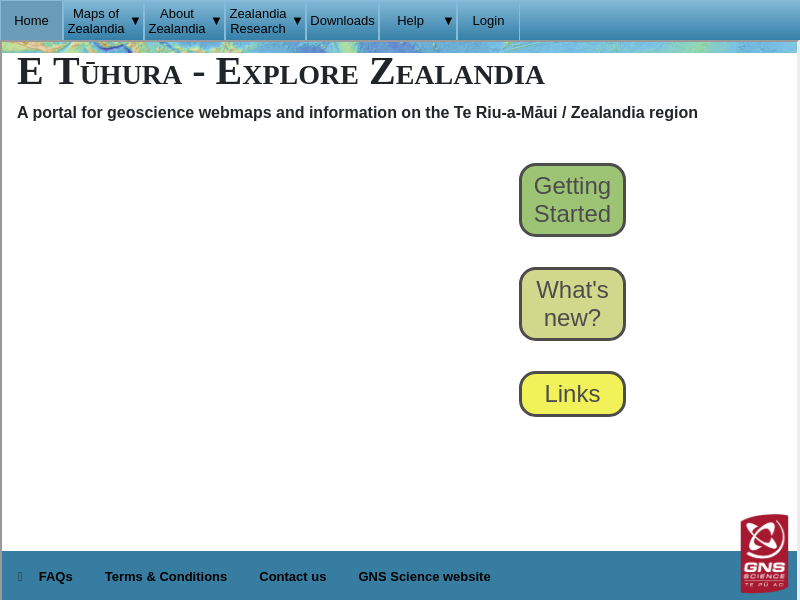 Home
Maps of
Zealandia ▼
About
Zealandia ▼
Zealandia
Research ▼
Downloads
Help ▼
Login
E Tūhura - Explore Zealandia
A portal for geoscience webmaps and information on the Te Riu-a-Māui / Zealandia region
Getting
Started
What's
new?
Links
GNS
SCIENCE
TE PŪ AO
FAQs Terms & Conditions Contact us GNS Science website